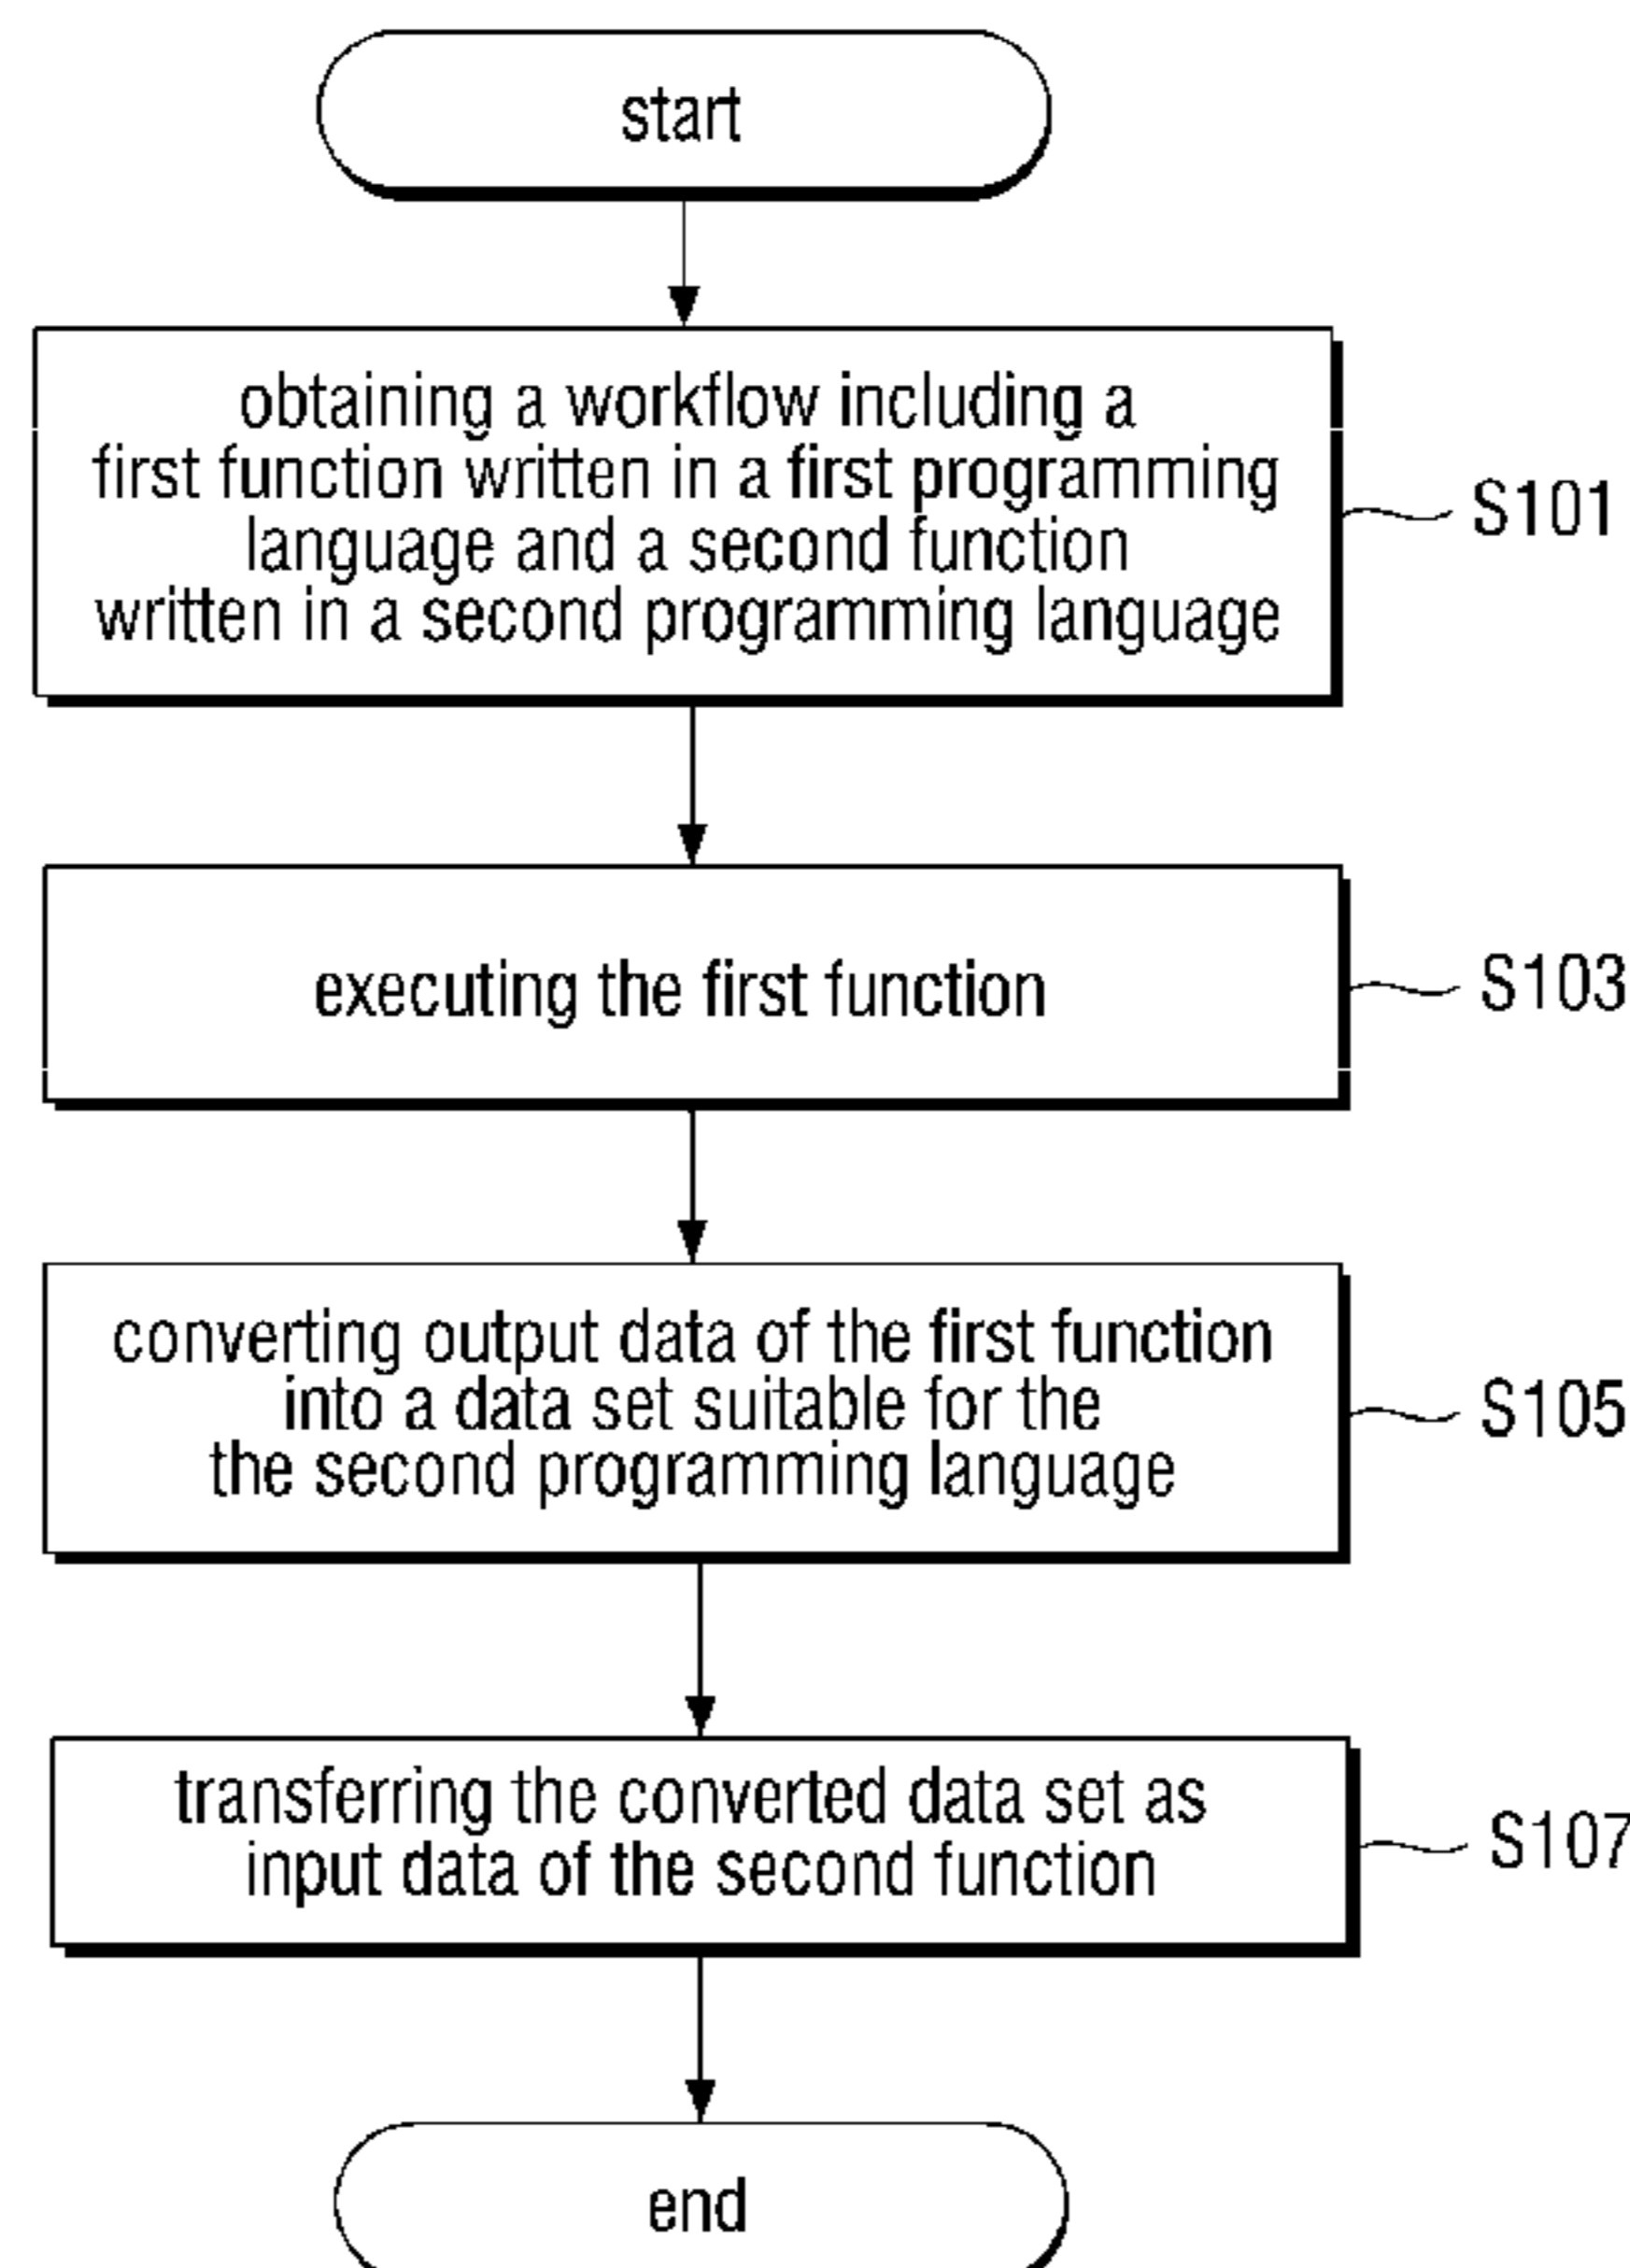 start
obtaining a workflow including a
first function written in a first programming
language and a second function
written in a second programming language
S101
executing the first function
S103
converting output data of the first function
into a data set suitable for the
the second programming language
S105
transferring the converted data set as
input data of the second function
S107
end